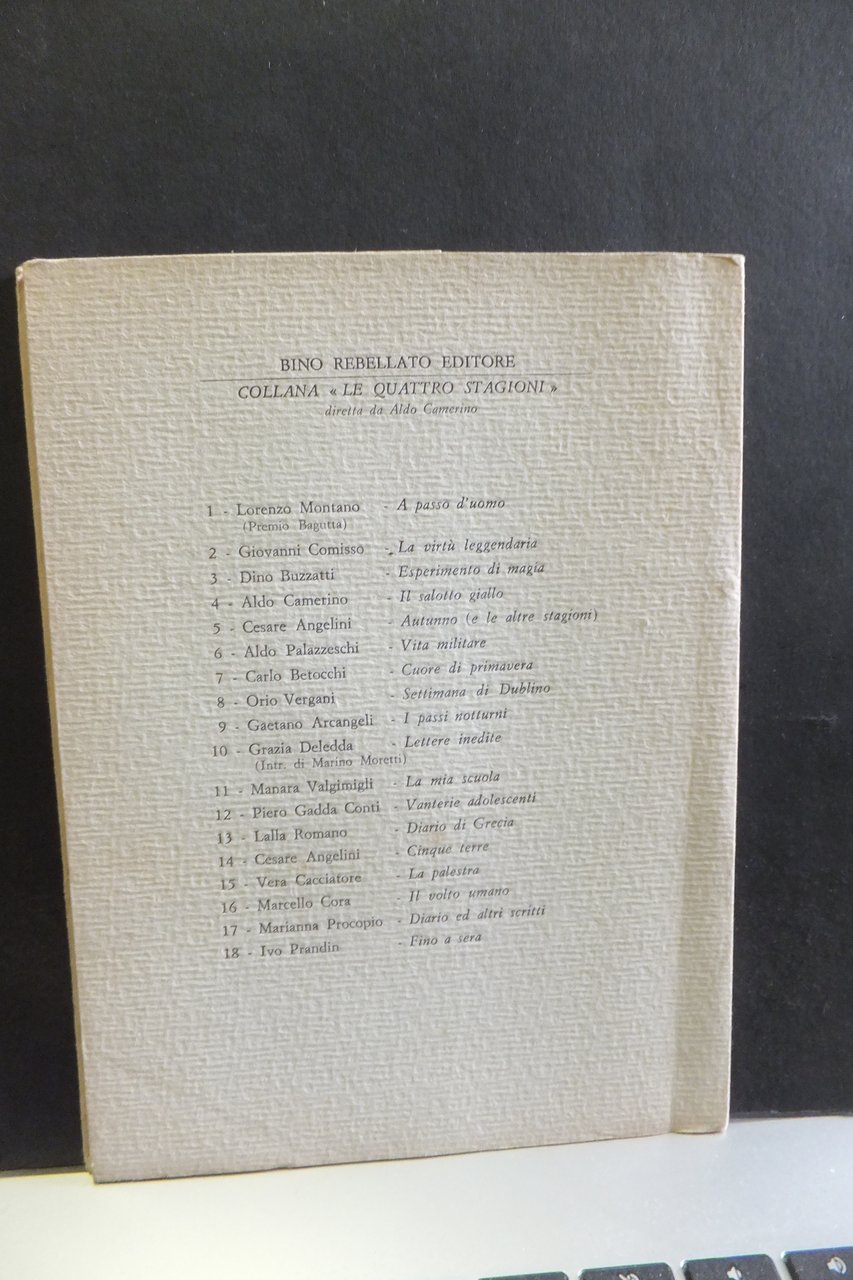 BINO REBELLATO EDITORE
COLLANA « LE QUATTRO STAGIONI »
diretta da Aldo Camerino
1 - Lorenzo Montano - A passo d'uomo
(Premio Bagutta)
2 - Giovanni Comisso - La virtù leggendaria
3 - Dino Buzzatti - Esperimento di magia
4 - Aldo Camerino - Il salotto giallo
5 - Cesare Angelini - Autunno (e le altre stagioni)
6 - Aldo Palazzeschi - Vita militare
7 - Carlo Betocchi - Cuore di primavera
8 - Orio Vergani - Settimana di Dublino
9 - Gaetano Arcangeli - I passi notturni
10 - Grazia Deledda - Lettere inedite
(Intr. di Marino Moretti)
11 - Manara Valgimigli - La mia scuola
12 - Piero Gadda Conti - Vanterie adolescenti
13 - Lalla Romano - Diario di Grecia
14 - Cesare Angelini - Cinque terre
15 - Vera Cacciatore - La palestra
16 - Marcello Cora - Il volto umano
17 - Marianna Procopio - Diario ed altri scritti
18 - Ivo Prandin - Fino a sera